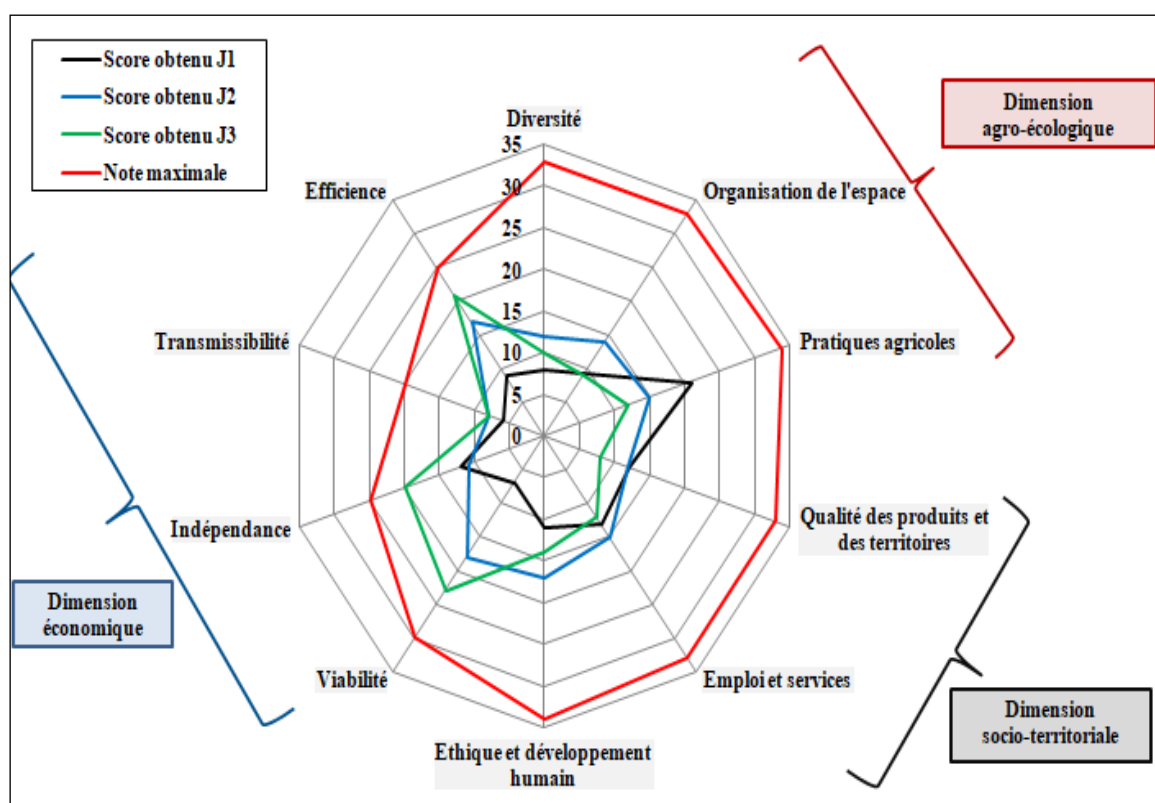 Score obtenu J1
Score obtenu J2
Score obtenu J3
Note maximale
Dimension
agro-écologique
Diversité
Organisation de l'espace
Pratiques agricoles
Qualité des produits et
des territoires
Emploi et services
Ethique et développement
humain
Viabilité
Indépendance
Transmissibilité
Efficience
35
30
25
20
15
10
5
0
Dimension
économique
Dimension
socio-territoriale